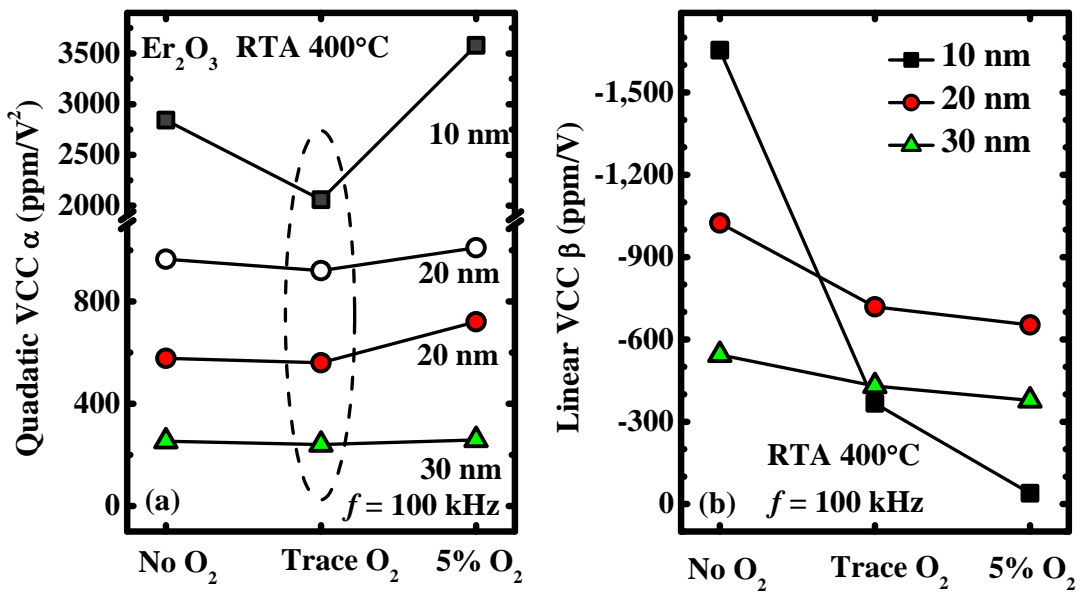 Er₂O₃ RTA 400°C
3500
3000
2500
2000
800
400
0
Quadatic VCC α (ppm/V²)
10 nm
20 nm
20 nm
30 nm
(a)
f = 100 kHz
No O₂ Trace O₂ 5% O₂
-1,500
-1,200
-900
-600
-300
0
Linear VCC β (ppm/V)
10 nm
20 nm
30 nm
RTA 400°C
(b) f = 100 kHz
No O₂ Trace O₂ 5% O₂